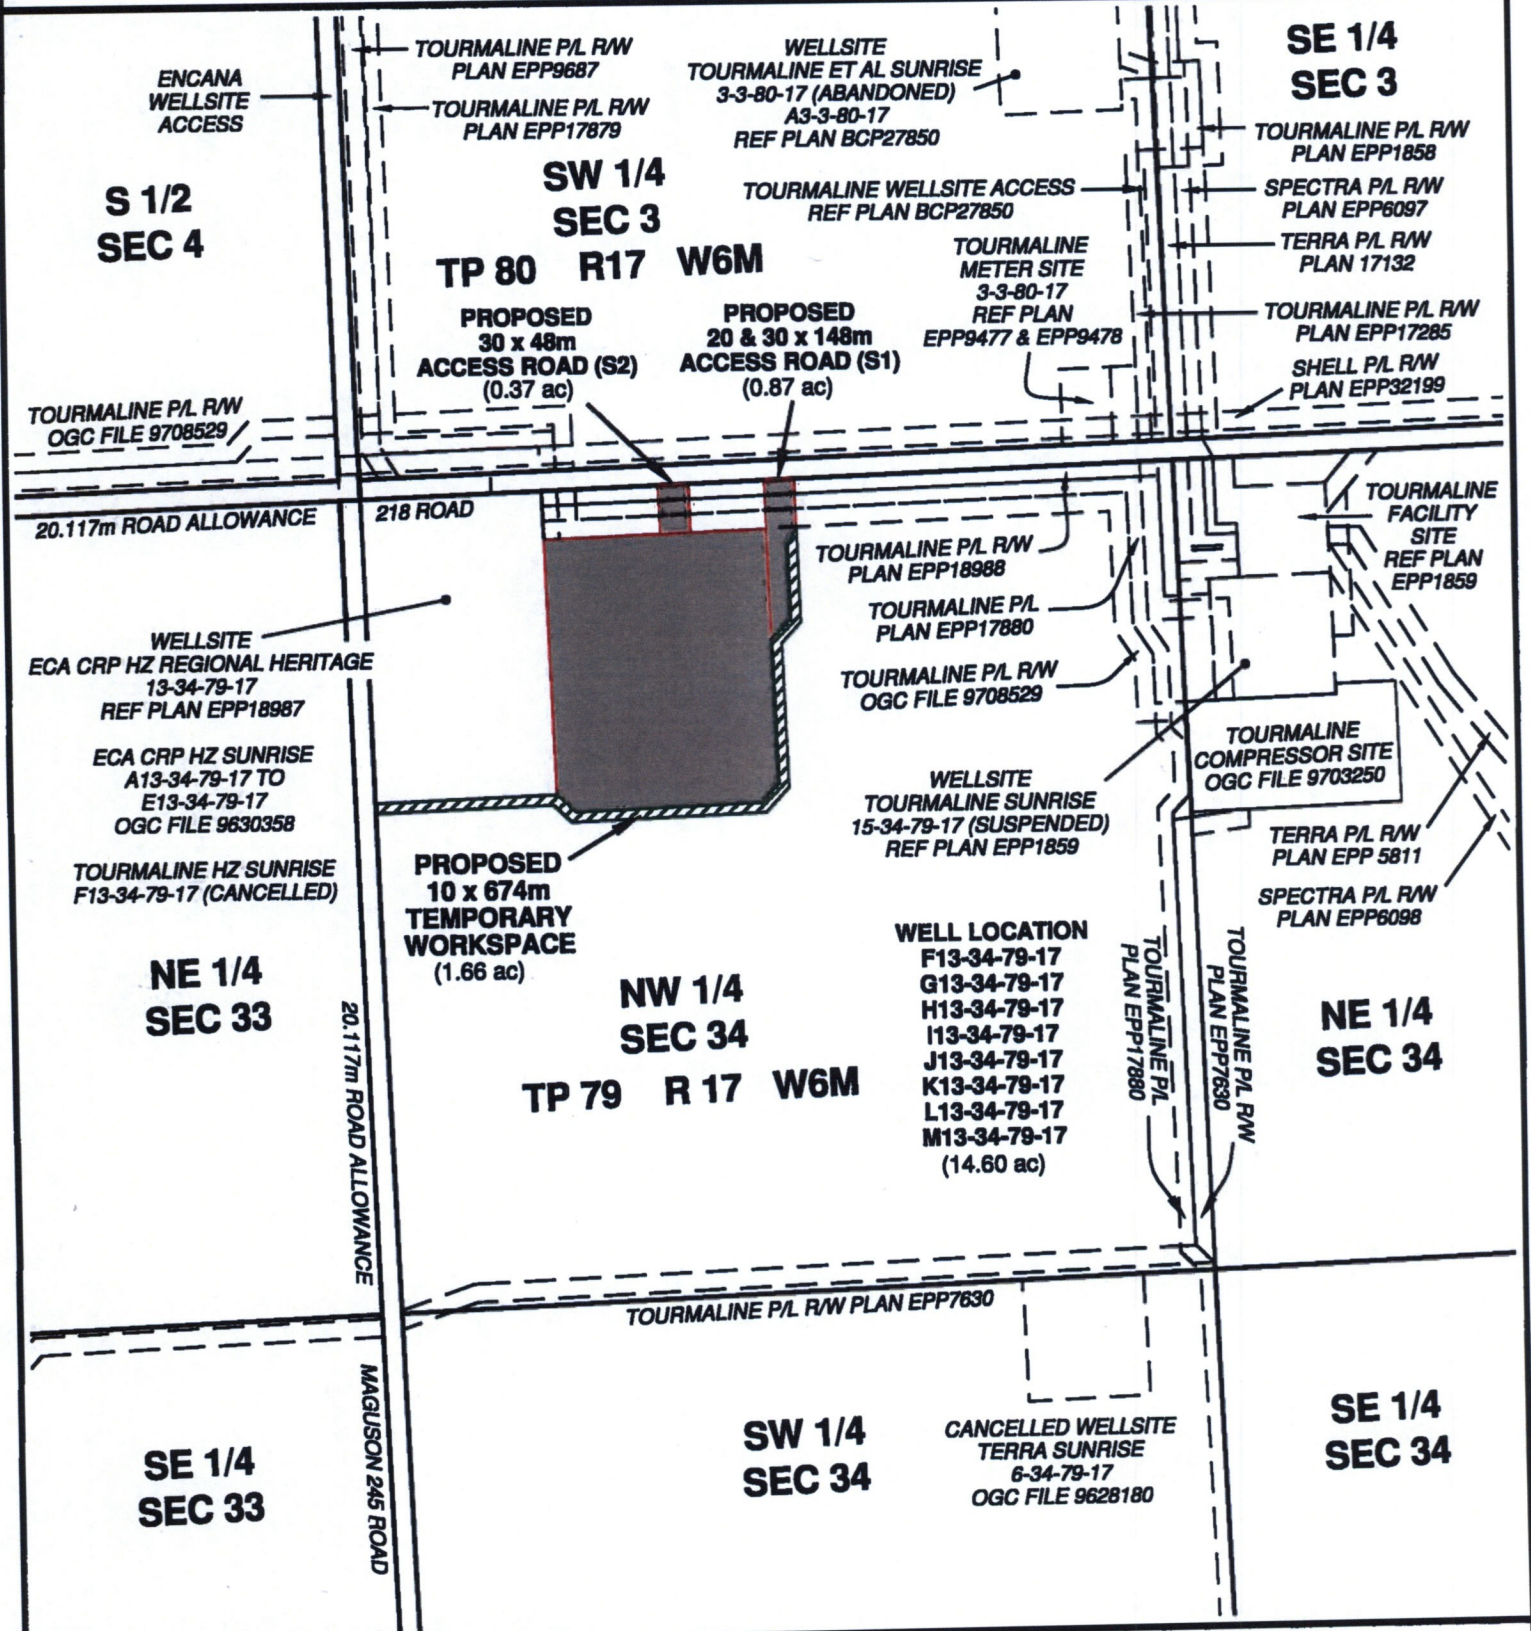 ENCANA
WELLSITE
ACCESS
TOURMALINE P/L R/W
PLAN EPP9687
TOURMALINE P/L R/W
PLAN EPP17879
WELLSITE
TOURMALINE ET AL SUNRISE
3-3-80-17 (ABANDONED)
A3-3-80-17
REF PLAN BCP27850
SE 1/4
SEC 3
TOURMALINE P/L R/W
PLAN EPP1858
S 1/2
SEC 4
SW 1/4
SEC 3
TP 80 R17 W6M
TOURMALINE WELLSITE ACCESS
REF PLAN BCP27850
SPECTRA P/L R/W
PLAN EPP6097
TERRA P/L R/W
PLAN 17132
TOURMALINE
METER SITE
3-3-80-17
REF PLAN
EPP9477 & EPP9478
TOURMALINE P/L R/W
PLAN EPP17285
SHELL P/L R/W
PLAN EPP32199
PROPOSED
30 x 48m
ACCESS ROAD (S2)
(0.37 ac)
PROPOSED
20 & 30 x 148m
ACCESS ROAD (S1)
(0.87 ac)
TOURMALINE P/L R/W
OGC FILE 9708529
20.117m ROAD ALLOWANCE
218 ROAD
TOURMALINE
FACILITY
SITE
REF PLAN
EPP1859
TOURMALINE P/L R/W
PLAN EPP18988
TOURMALINE P/L
PLAN EPP17880
TOURMALINE P/L R/W
OGC FILE 9708529
WELLSITE
ECA CRP HZ REGIONAL HERITAGE
13-34-79-17
REF PLAN EPP18987
ECA CRP HZ SUNRISE
A13-34-79-17 TO
E13-34-79-17
OGC FILE 9630358
TOURMALINE HZ SUNRISE
F13-34-79-17 (CANCELLED)
TOURMALINE
COMPRESSOR SITE
OGC FILE 9703250
WELLSITE
TOURMALINE SUNRISE
15-34-79-17 (SUSPENDED)
REF PLAN EPP1859
TERRA P/L R/W
PLAN EPP 5811
SPECTRA P/L R/W
PLAN EPP6098
PROPOSED
10 x 674m
TEMPORARY
WORKSPACE
(1.66 ac)
WELL LOCATION
F13-34-79-17
G13-34-79-17
H13-34-79-17
I13-34-79-17
J13-34-79-17
K13-34-79-17
L13-34-79-17
M13-34-79-17
(14.60 ac)
TOURMALINE P/L
PLAN EPP17880
TOURMALINE P/L R/W
PLAN EPP7630
NE 1/4
SEC 33
NW 1/4
SEC 34
TP 79 R 17 W6M
NE 1/4
SEC 34
20.117m ROAD ALLOWANCE
TOURMALINE P/L R/W PLAN EPP7630
MAGUSON 245 ROAD
SE 1/4
SEC 33
SW 1/4
SEC 34
CANCELLED WELLSITE
TERRA SUNRISE
6-34-79-17
OGC FILE 9628180
SE 1/4
SEC 34